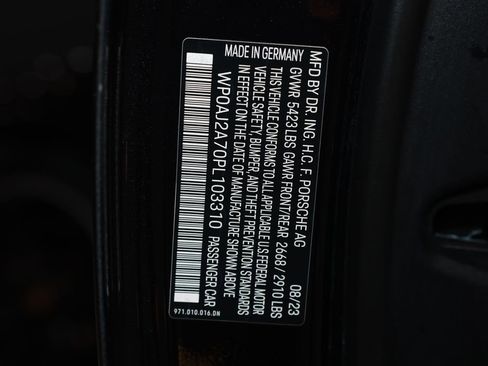 MFD BY DR. ING. H.C. F. PORSCHE AG 08/23
GVWR 5423 LBS GAWR FRONT/REAR 2668 / 2910 LBS
THIS VEHICLE CONFORMS TO ALL APPLICABLE U.S. FEDERAL MOTOR
VEHICLE SAFETY, BUMPER, AND THEFT PREVENTION STANDARDS
IN EFFECT ON THE DATE OF MANUFACTURE SHOWN ABOVE
WP0AJ2A70PL103310 PASSENGER CAR
MADE IN GERMANY
971.010.016.DN